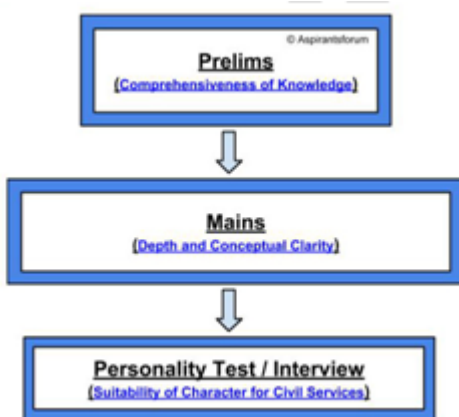 © Aspirantsforum
Prelims
(Comprehensiveness of Knowledge)
Mains
(Depth and Conceptual Clarity)
Personality Test / Interview
(Suitability of Character for Civil Services)